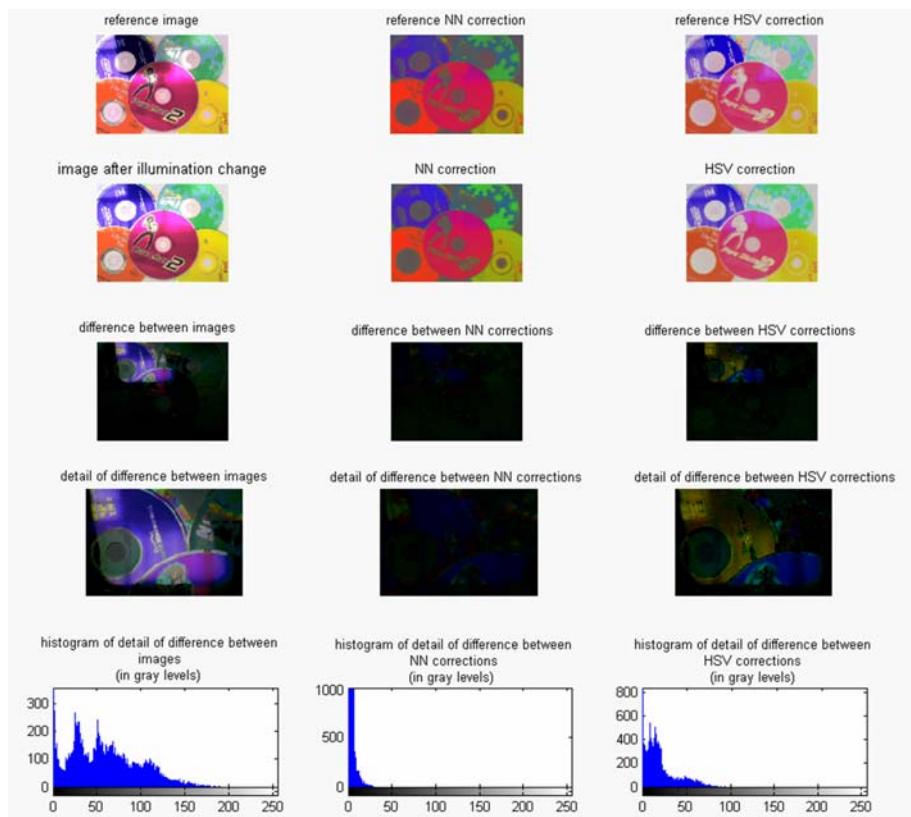 reference image
reference NN correction
reference HSV correction
image after illumination change
NN correction
HSV correction
difference between images
difference between NN corrections
difference between HSV corrections
detail of difference between images
detail of difference between NN corrections
detail of difference between HSV corrections
histogram of detail of difference between
images
(in gray levels)
histogram of detail of difference between
NN corrections
(in gray levels)
histogram of detail of difference between
HSV corrections
(in gray levels)
300
200
100
0
0 50 100 150 200 250
1000
500
0
0 50 100 150 200 250
800
600
400
200
0
0 50 100 150 200 250